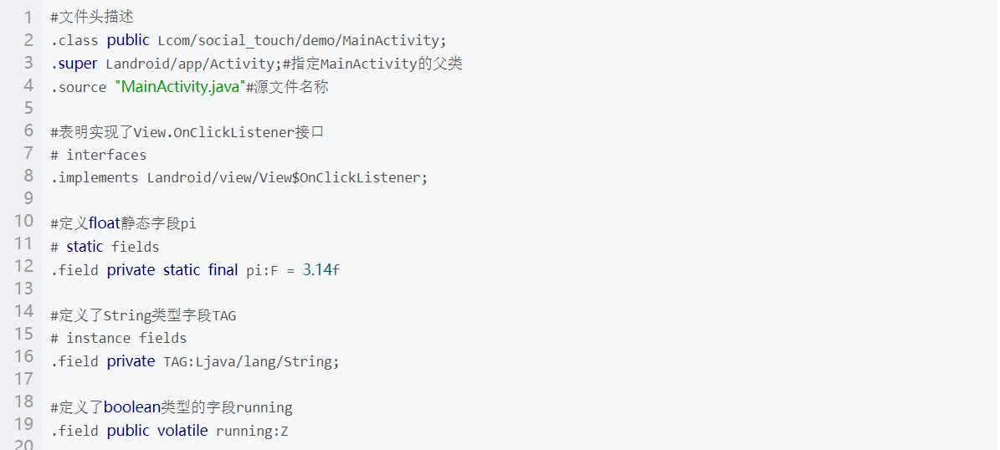 1 #文件头描述
2 .class public Lcom/social_touch/demo/MainActivity;
3 .super Landroid/app/Activity;#指定MainActivity的父类
4 .source "MainActivity.java"#源文件名称
5
6 #表明实现了View.OnClickListener接口
7 # interfaces
8 .implements Landroid/view/View$OnClickListener;
9
10 #定义float静态字段pi
11 # static fields
12 .field private static final pi:F = 3.14f
13
14 #定义了String类型字段TAG
15 # instance fields
16 .field private TAG:Ljava/lang/String;
17
18 #定义了boolean类型的字段running
19 .field public volatile running:Z
20